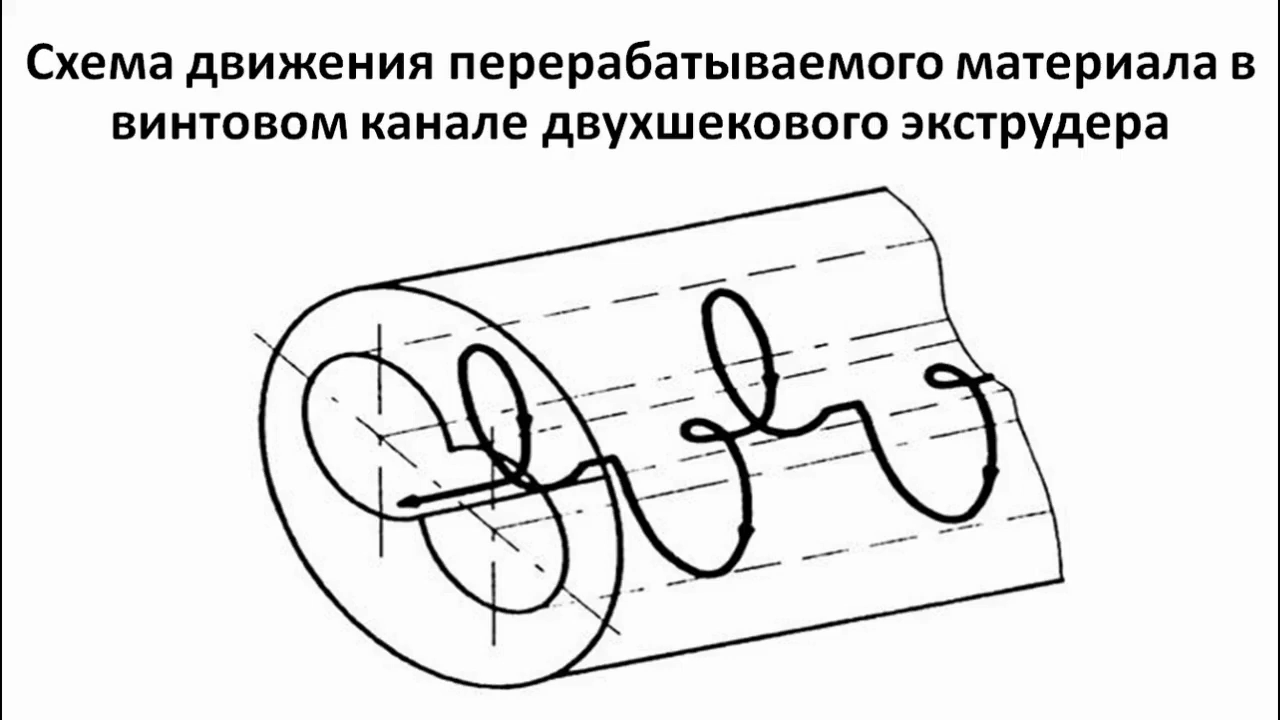 Схема движения перерабатываемого материала в
винтовом канале двухшекового экструдера